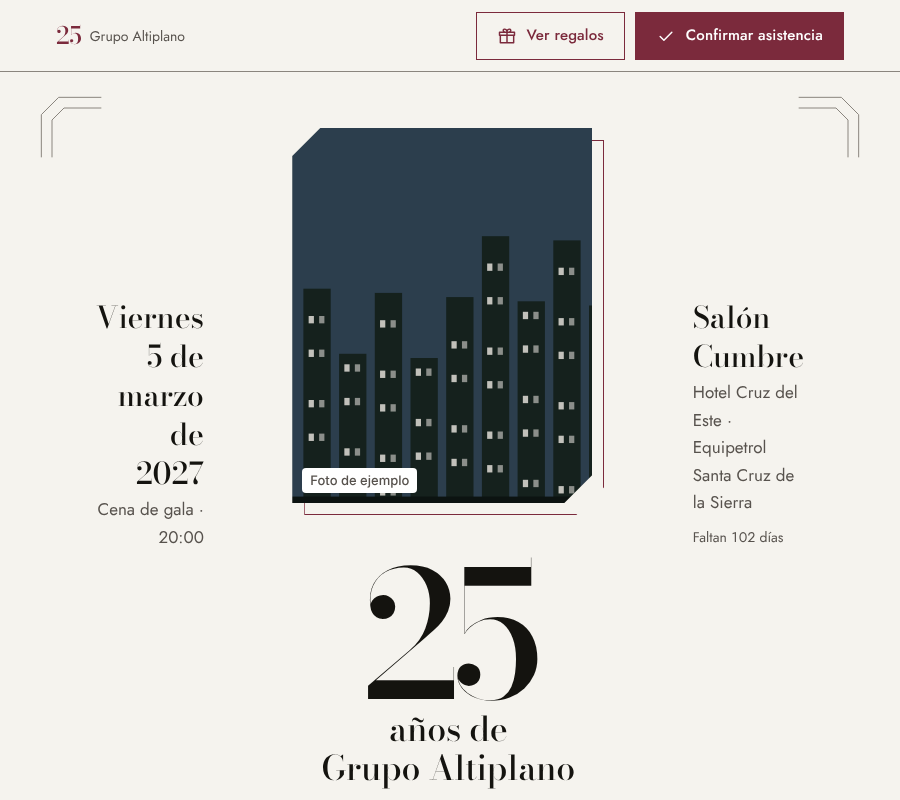 25 Grupo Altiplano
Ver regalos
Confirmar asistencia
Viernes
5 de
marzo
de
2027
Cena de gala ·
20:00
Foto de ejemplo
Salón
Cumbre
Hotel Cruz del
Este ·
Equipetrol
Santa Cruz de
la Sierra
Faltan 102 días
25
años de
Grupo Altiplano